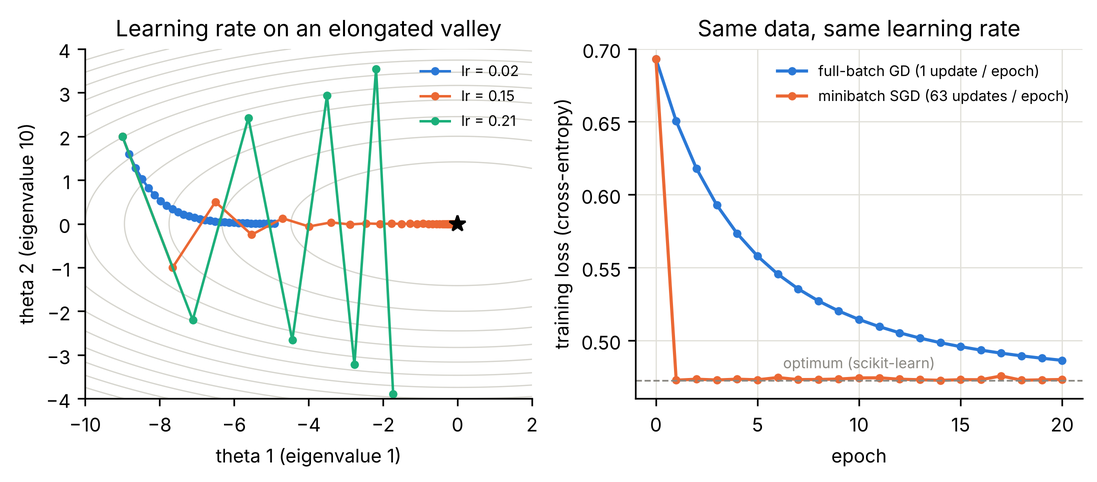 Learning rate on an elongated valley
4
3
2
1
0
−1
−2
−3
−4
theta 2 (eigenvalue 10)
lr = 0.02
lr = 0.15
lr = 0.21
−10 −8 −6 −4 −2 0 2
theta 1 (eigenvalue 1)
Same data, same learning rate
0.70
0.65
0.60
0.55
0.50
training loss (cross-entropy)
full-batch GD (1 update / epoch)
minibatch SGD (63 updates / epoch)
optimum (scikit-learn)
0 5 10 15 20
epoch